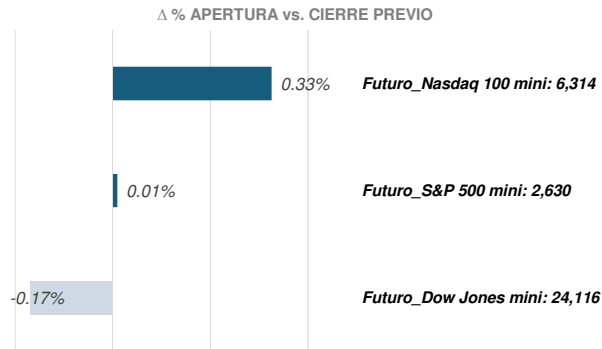 Δ % APERTURA vs. CIERRE PREVIO
0.33% Futuro_Nasdaq 100 mini: 6,314
0.01% Futuro_S&P 500 mini: 2,630
-0.17% Futuro_Dow Jones mini: 24,116